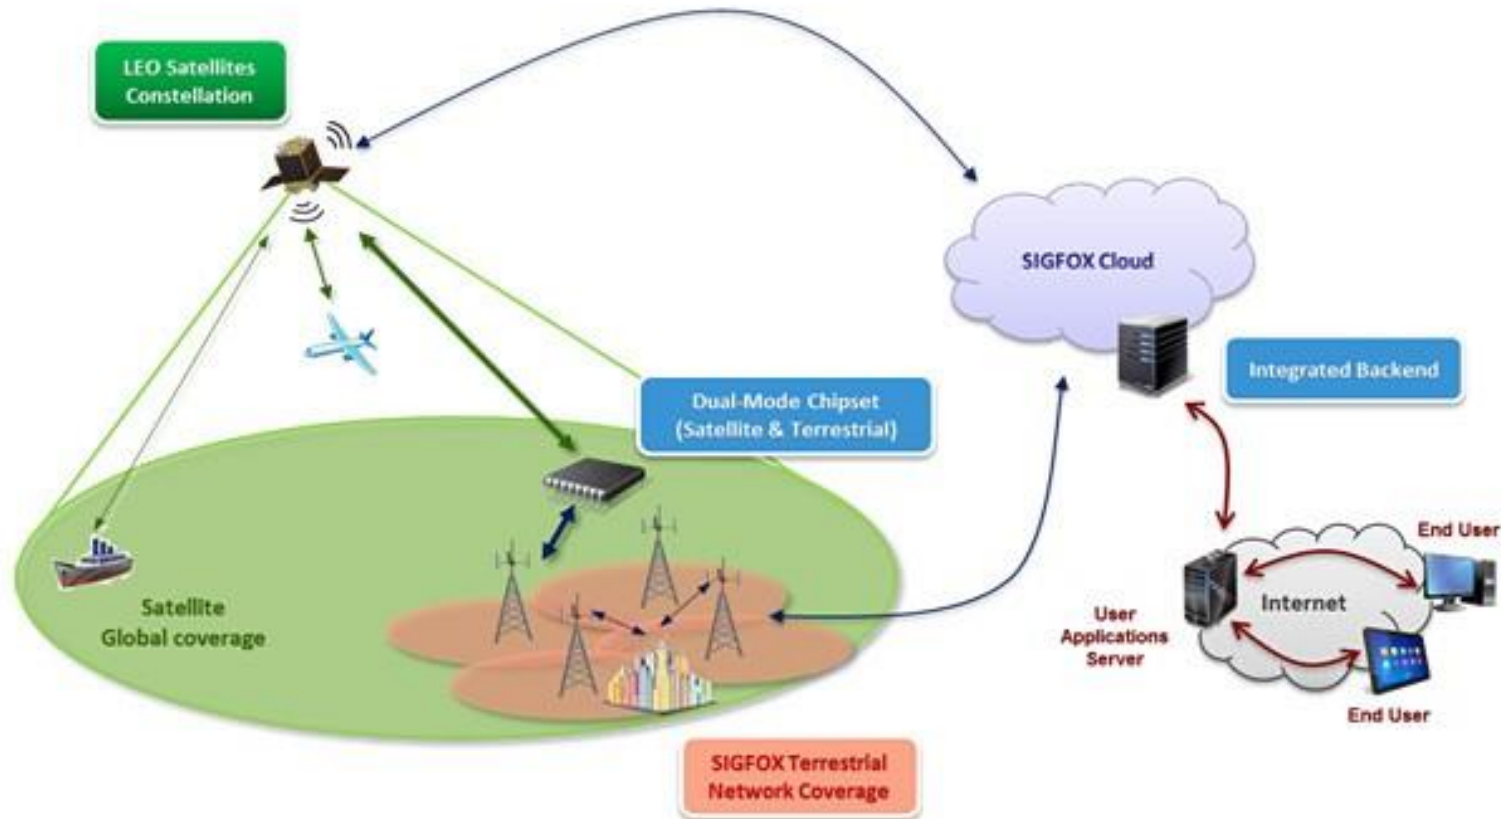 LEO Satellites
Constellation
SIGFOX Cloud
Integrated Backend
Dual-Mode Chipset
(Satellite & Terrestrial)
End User
Internet
User
Applications
Server
Satellite
Global coverage
End User
SIGFOX Terrestrial
Network Coverage